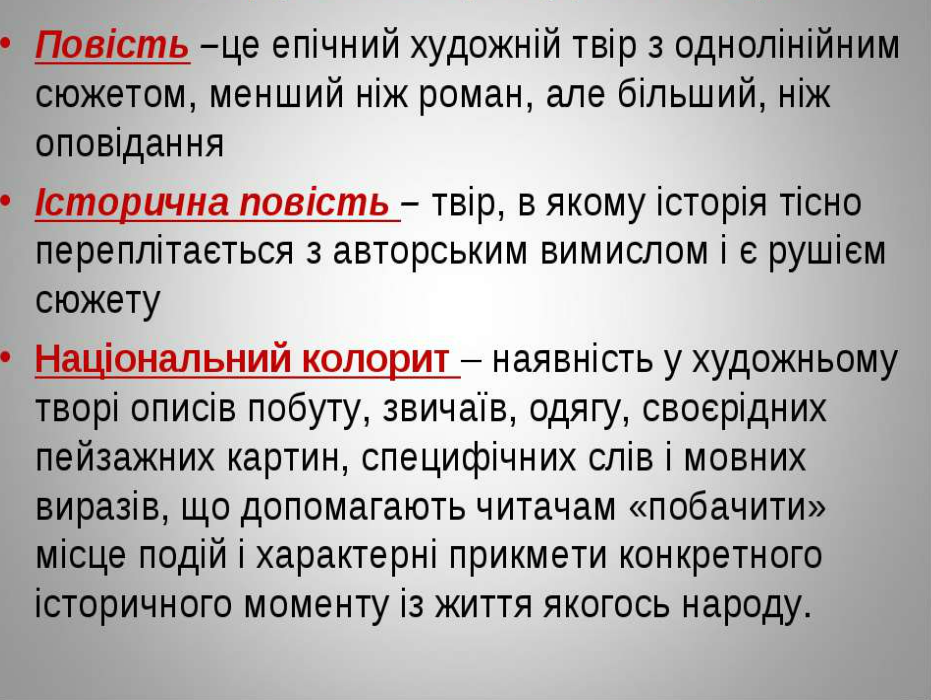 • Повість –це епічний художній твір з однолінійним
сюжетом, менший ніж роман, але більший, ніж
оповідання
• Історична повість – твір, в якому історія тісно
переплітається з авторським вимислом і є рушієм
сюжету
• Національний колорит – наявність у художньому
творі описів побуту, звичаїв, одягу, своєрідних
пейзажних картин, специфічних слів і мовних
виразів, що допомагають читачам «побачити»
місце подій і характерні прикмети конкретного
історичного моменту із життя якогось народу.